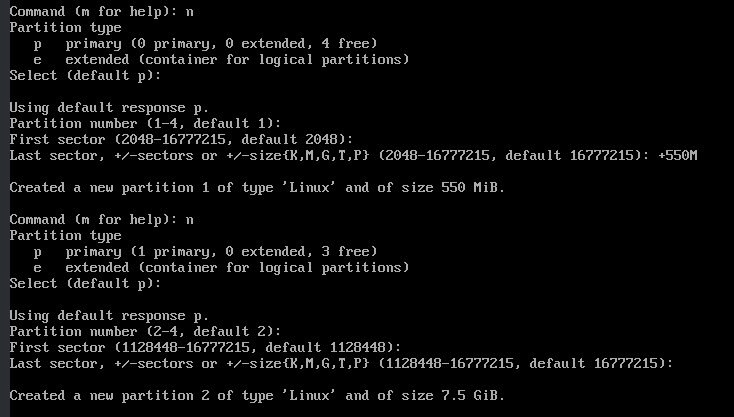 Command (m for help): n
Partition type
   p   primary (0 primary, 0 extended, 4 free)
   e   extended (container for logical partitions)
Select (default p):

Using default response p.
Partition number (1-4, default 1):
First sector (2048-16777215, default 2048):
Last sector, +/-sectors or +/-size{K,M,G,T,P} (2048-16777215, default 16777215): +550M

Created a new partition 1 of type 'Linux' and of size 550 MiB.

Command (m for help): n
Partition type
   p   primary (1 primary, 0 extended, 3 free)
   e   extended (container for logical partitions)
Select (default p):

Using default response p.
Partition number (2-4, default 2):
First sector (1128448-16777215, default 1128448):
Last sector, +/-sectors or +/-size{K,M,G,T,P} (1128448-16777215, default 16777215):

Created a new partition 2 of type 'Linux' and of size 7.5 GiB.